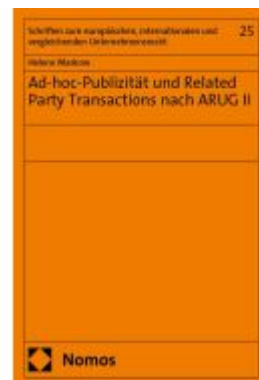 Schriften zum europäischen, internationalen und 25
vergleichenden Unternehmensrecht
Helene
Ad-hoc-Publizität und Related
Party Transactions nach ARUG II
Nomos